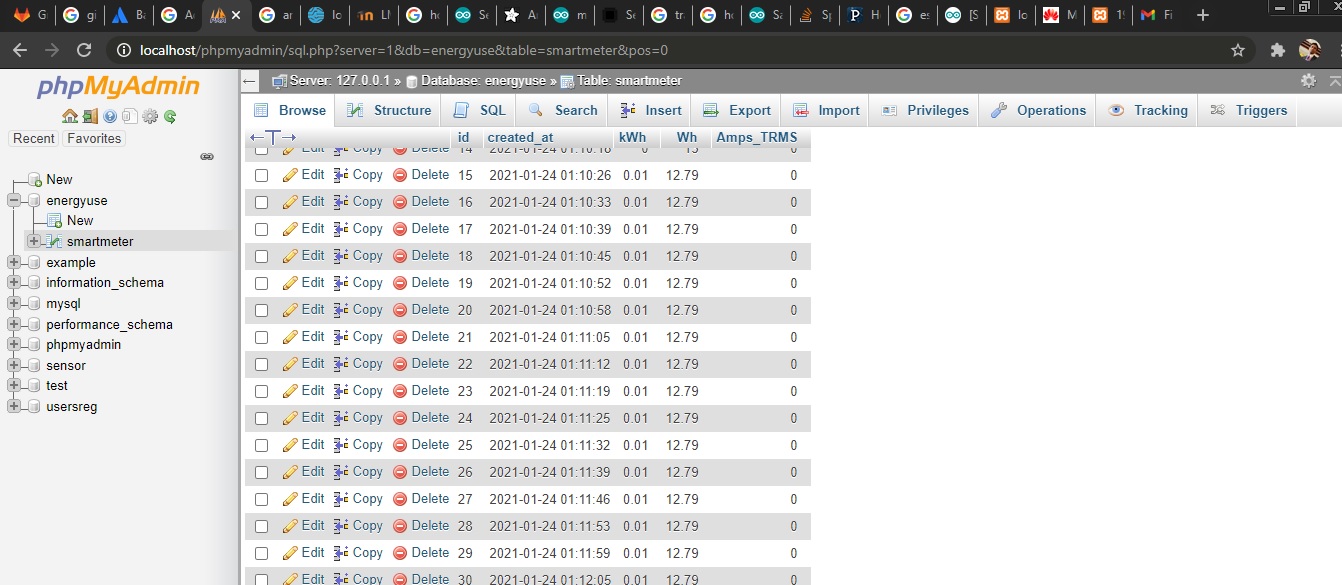 G gi Ba A ar Io LI h Se A m Se tr h Sa Sp H es [S lo M 1! Fi
localhost/phpmyadmin/sql.php?server=1&db=energyuse&table=smartmeter&pos=0
phpMyAdmin
Recent Favorites
New
energyuse
New
smartmeter
example
information_schema
mysql
performance_schema
phpmyadmin
sensor
test
usersreg
Server: 127.0.0.1 » Database: energyuse » Table: smartmeter
Browse Structure SQL Search Insert Export Import Privileges Operations Tracking Triggers
id created_at kWh Wh Amps_TRMS
Edit Copy Delete 14 2021-01-24 01:10:18 0 13 0
Edit Copy Delete 15 2021-01-24 01:10:26 0.01 12.79 0
Edit Copy Delete 16 2021-01-24 01:10:33 0.01 12.79 0
Edit Copy Delete 17 2021-01-24 01:10:39 0.01 12.79 0
Edit Copy Delete 18 2021-01-24 01:10:45 0.01 12.79 0
Edit Copy Delete 19 2021-01-24 01:10:52 0.01 12.79 0
Edit Copy Delete 20 2021-01-24 01:10:58 0.01 12.79 0
Edit Copy Delete 21 2021-01-24 01:11:05 0.01 12.79 0
Edit Copy Delete 22 2021-01-24 01:11:12 0.01 12.79 0
Edit Copy Delete 23 2021-01-24 01:11:19 0.01 12.79 0
Edit Copy Delete 24 2021-01-24 01:11:25 0.01 12.79 0
Edit Copy Delete 25 2021-01-24 01:11:32 0.01 12.79 0
Edit Copy Delete 26 2021-01-24 01:11:39 0.01 12.79 0
Edit Copy Delete 27 2021-01-24 01:11:46 0.01 12.79 0
Edit Copy Delete 28 2021-01-24 01:11:53 0.01 12.79 0
Edit Copy Delete 29 2021-01-24 01:11:59 0.01 12.79 0
Edit Copy Delete 30 2021-01-24 01:12:05 0.01 12.79 0